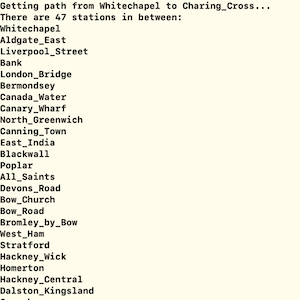 Getting path from Whitechapel to Charing_Cross...
There are 47 stations in between:
Whitechapel
Aldgate_East
Liverpool_Street
Bank
London_Bridge
Bermondsey
Canada_Water
Canary_Wharf
North_Greenwich
Canning_Town
East_India
Blackwall
Poplar
All_Saints
Devons_Road
Bow_Church
Bow_Road
Bromley_by_Bow
West_Ham
Stratford
Hackney_Wick
Homerton
Hackney_Central
Dalston_Kingsland